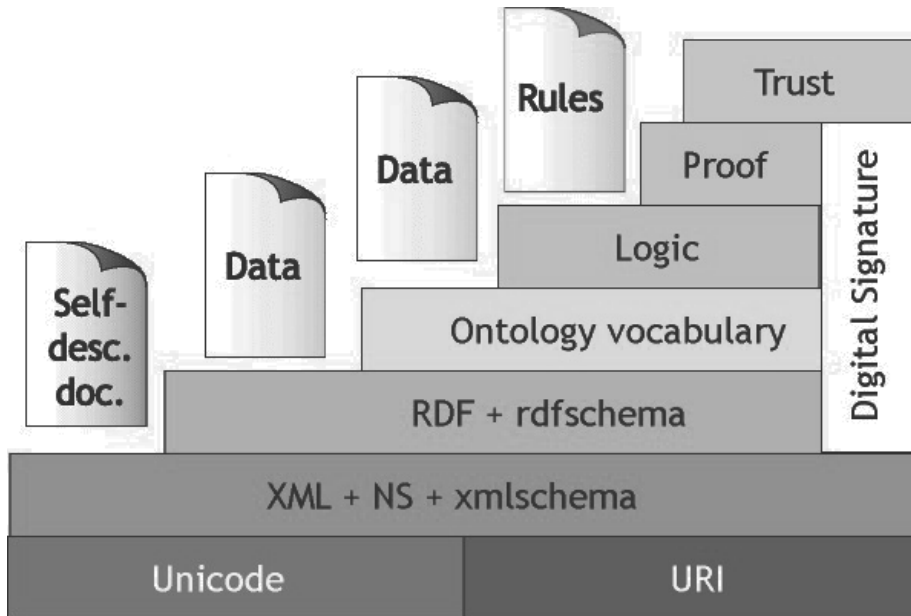 Rules
Trust
Data
Proof
Data
Logic
Self-
desc.
doc.
Ontology vocabulary
Digital Signature
RDF + rdfschema
XML + NS + xmlschema
Unicode
URI